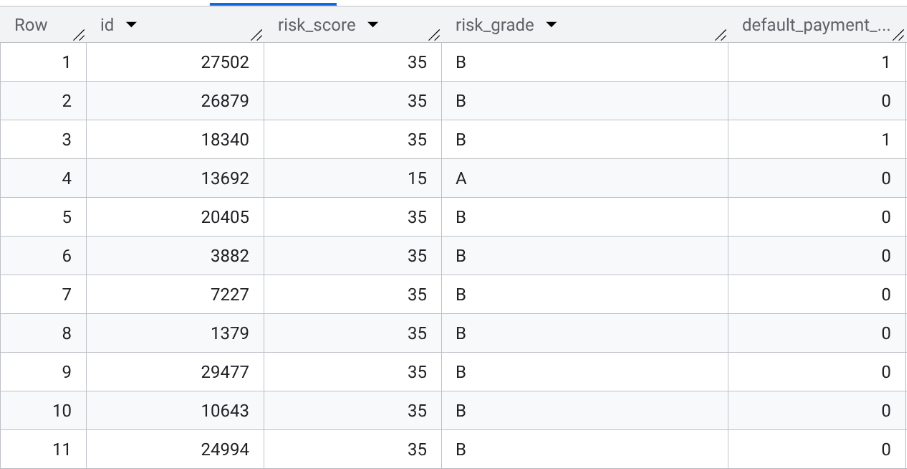 Row id risk_score risk_grade default_payment_...
1 27502 35 B 1
2 26879 35 B 0
3 18340 35 B 1
4 13692 15 A 0
5 20405 35 B 0
6 3882 35 B 0
7 7227 35 B 0
8 1379 35 B 0
9 29477 35 B 0
10 10643 35 B 0
11 24994 35 B 0